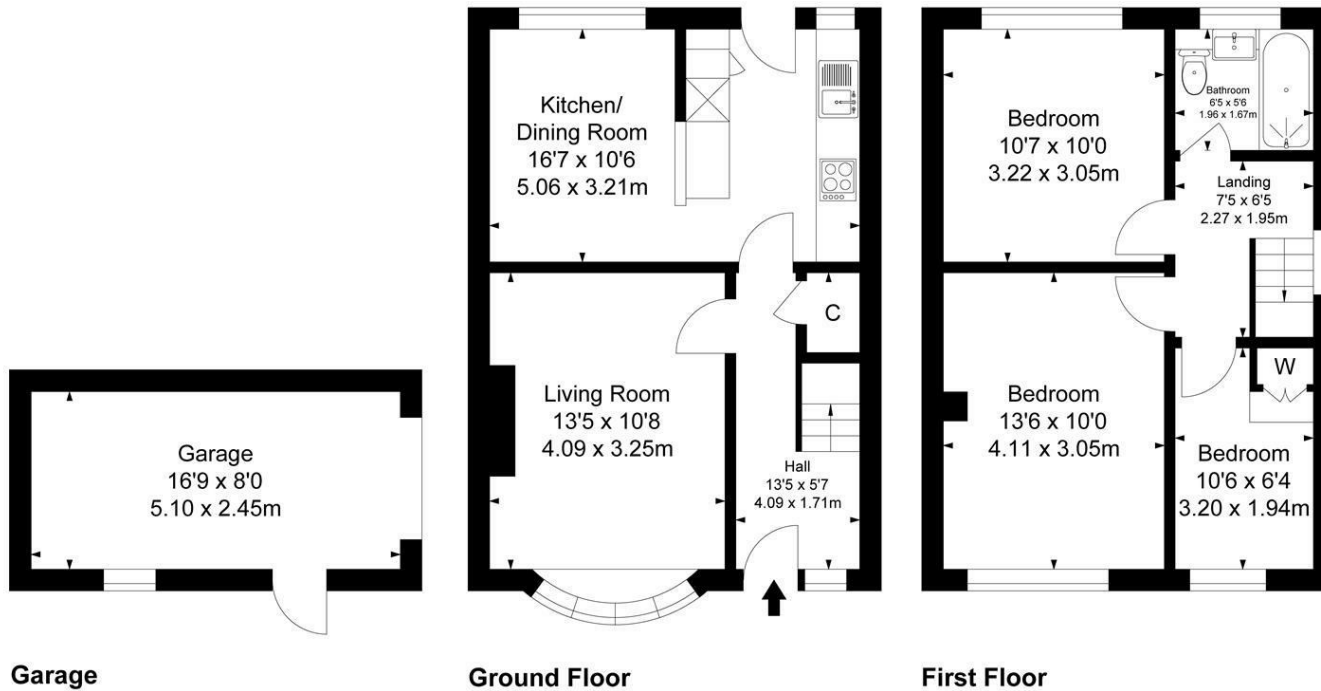 Garage
16'9 x 8'0
5.10 x 2.45m
Garage
Kitchen/
Dining Room
16'7 x 10'6
5.06 x 3.21m
C
Living Room
13'5 x 10'8
4.09 x 3.25m
Hall
13'5 x 5'7
4.09 x 1.71m
Ground Floor
Bedroom
10'7 x 10'0
3.22 x 3.05m
Bathroom
6'5 x 5'6
1.96 x 1.67m
Landing
7'5 x 6'5
2.27 x 1.95m
Bedroom
13'6 x 10'0
4.11 x 3.05m
W
Bedroom
10'6 x 6'4
3.20 x 1.94m
First Floor